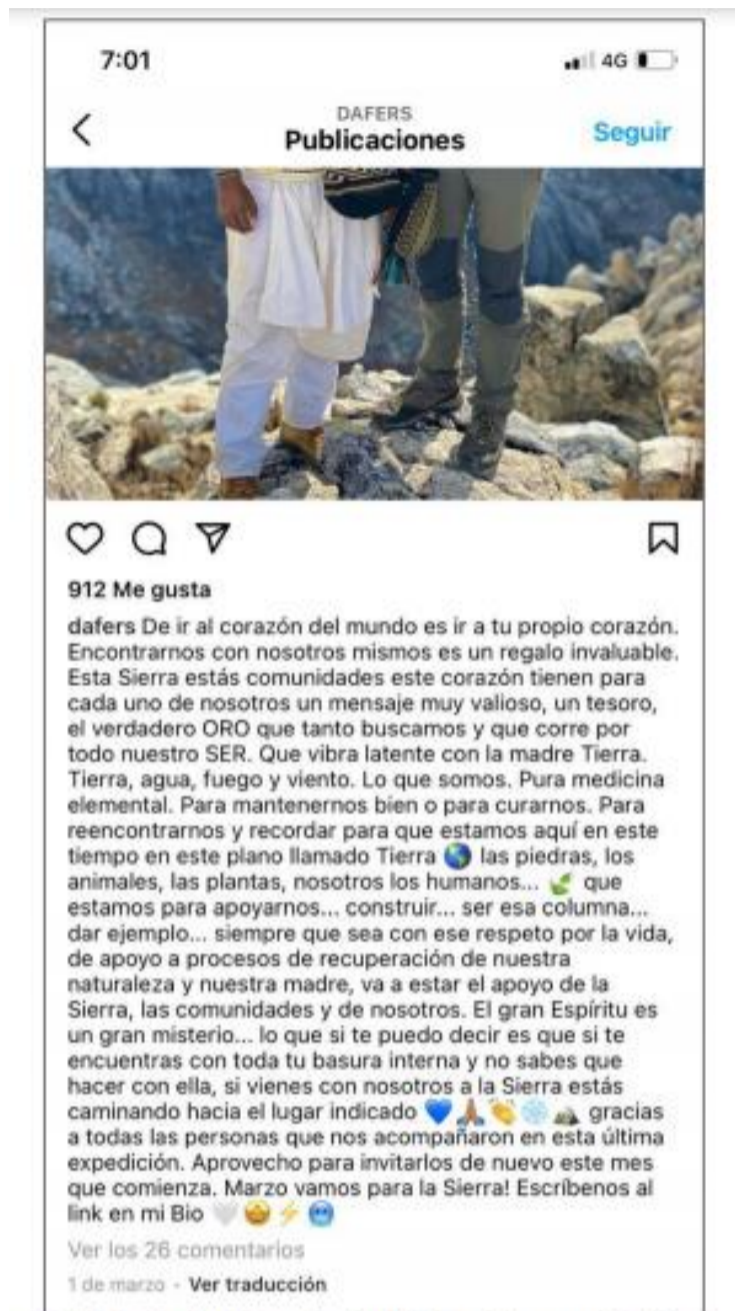 7:01
4G
DAFERS
Publicaciones
Seguir
912 Me gusta
dafers De ir al corazón del mundo es ir a tu propio corazón.
Encontrarnos con nosotros mismos es un regalo invaluable.
Esta Sierra estás comunidades este corazón tienen para
cada uno de nosotros un mensaje muy valioso, un tesoro,
el verdadero ORO que tanto buscamos y que corre por
todo nuestro SER. Que vibra latente con la madre Tierra.
Tierra, agua, fuego y viento. Lo que somos. Pura medicina
elemental. Para mantenernos bien o para curarnos. Para
reencontrarnos y recordar para que estamos aquí en este
tiempo en este plano llamado Tierra 🌎 las piedras, los
animales, las plantas, nosotros los humanos... 🌿 que
estamos para apoyarnos... construir... ser esa columna...
dar ejemplo... siempre que sea con ese respeto por la vida,
de apoyo a procesos de recuperación de nuestra
naturaleza y nuestra madre, va a estar el apoyo de la
Sierra, las comunidades y de nosotros. El gran Espíritu es
un gran misterio... lo que si te puedo decir es que si te
encuentras con toda tu basura interna y no sabes que
hacer con ella, si vienes con nosotros a la Sierra estás
caminando hacia el lugar indicado 💙🙏🏽👏❄️⛰️ gracias
a todas las personas que nos acompañaron en esta última
expedición. Aprovecho para invitarlos de nuevo este mes
que comienza. Marzo vamos para la Sierra! Escríbenos al
link en mi Bio 🤍🤩⚡🥶
Ver los 26 comentarios
1 de marzo - Ver traducción